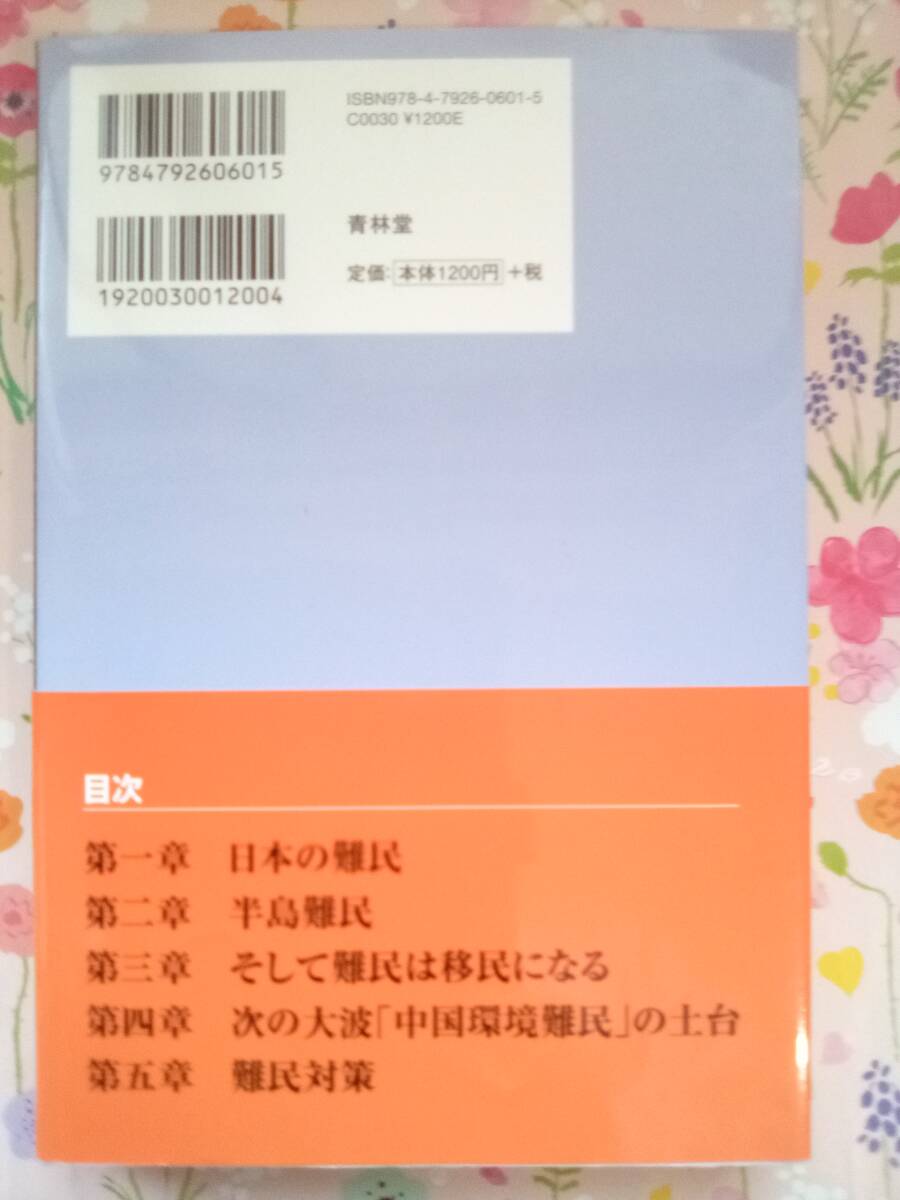 ISBN978-4-7926-0601-5
C0030 ¥1200E
9784792606015
青林堂
定価：本体1200円 +税
1920030012004
目次
第一章 日本の難民
第二章 半島難民
第三章 そして難民は移民になる
第四章 次の大波「中国環境難民」の土台
第五章 難民対策